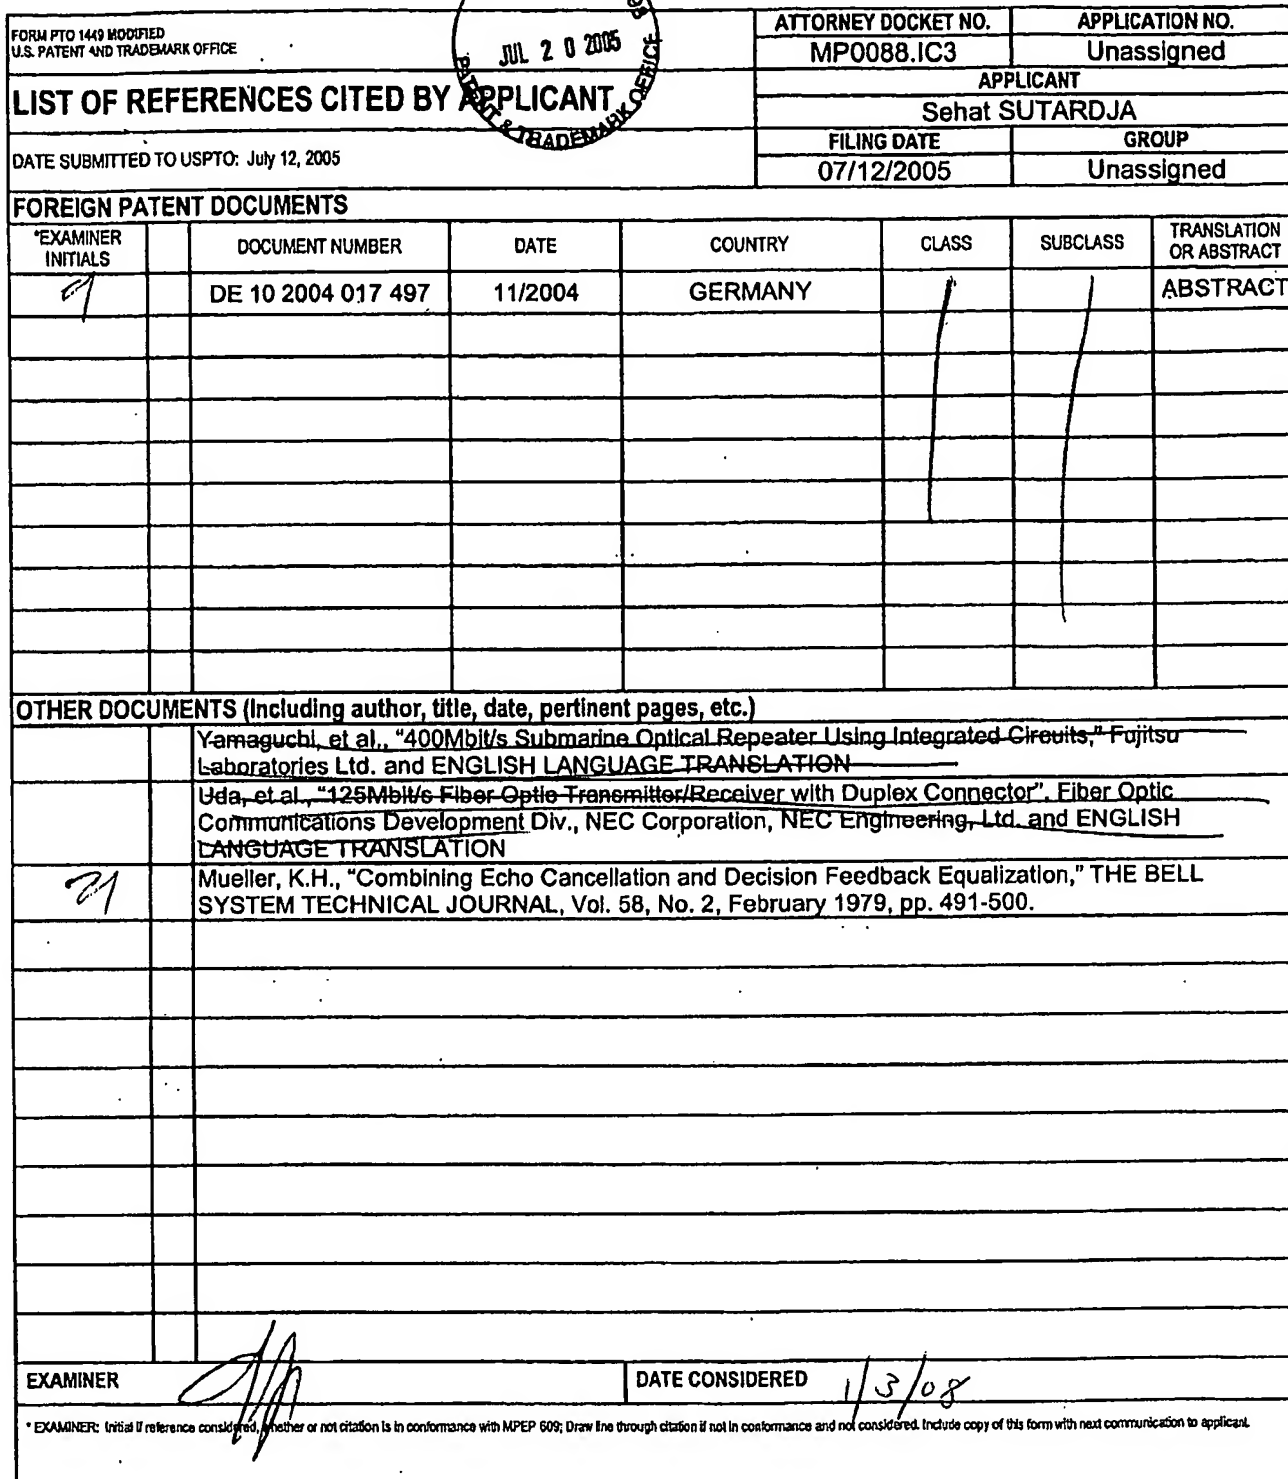 FORM PTO 1449 MODIFIED
U.S. PATENT AND TRADEMARK OFFICE
JUL 2 0 2005
PATENT & TRADEMARK OFFICE
ATTORNEY DOCKET NO.
APPLICATION NO.
MP0088.IC3
Unassigned
LIST OF REFERENCES CITED BY APPLICANT
APPLICANT
Sehat SUTARDJA
DATE SUBMITTED TO USPTO: July 12, 2005
FILING DATE
GROUP
07/12/2005
Unassigned
FOREIGN PATENT DOCUMENTS
*EXAMINER INITIALS
DOCUMENT NUMBER
DATE
COUNTRY
CLASS
SUBCLASS
TRANSLATION OR ABSTRACT
DE 10 2004 017 497
11/2004
GERMANY
ABSTRACT
OTHER DOCUMENTS (Including author, title, date, pertinent pages, etc.)
Yamaguchi, et al., "400Mbit/s Submarine Optical Repeater Using Integrated Circuits," Fujitsu
Laboratories Ltd. and ENGLISH LANGUAGE TRANSLATION
Uda, et al., "125Mbit/s Fiber Optic Transmitter/Receiver with Duplex Connector", Fiber Optic
Communications Development Div., NEC Corporation, NEC Engineering, Ltd. and ENGLISH
LANGUAGE TRANSLATION
Mueller, K.H., "Combining Echo Cancellation and Decision Feedback Equalization," THE BELL
SYSTEM TECHNICAL JOURNAL, Vol. 58, No. 2, February 1979, pp. 491-500.
EXAMINER
DATE CONSIDERED
1/3/08
* EXAMINER: Initial if reference considered, whether or not citation is in conformance with MPEP 609; Draw line through citation if not in conformance and not considered. Include copy of this form with next communication to applicant.